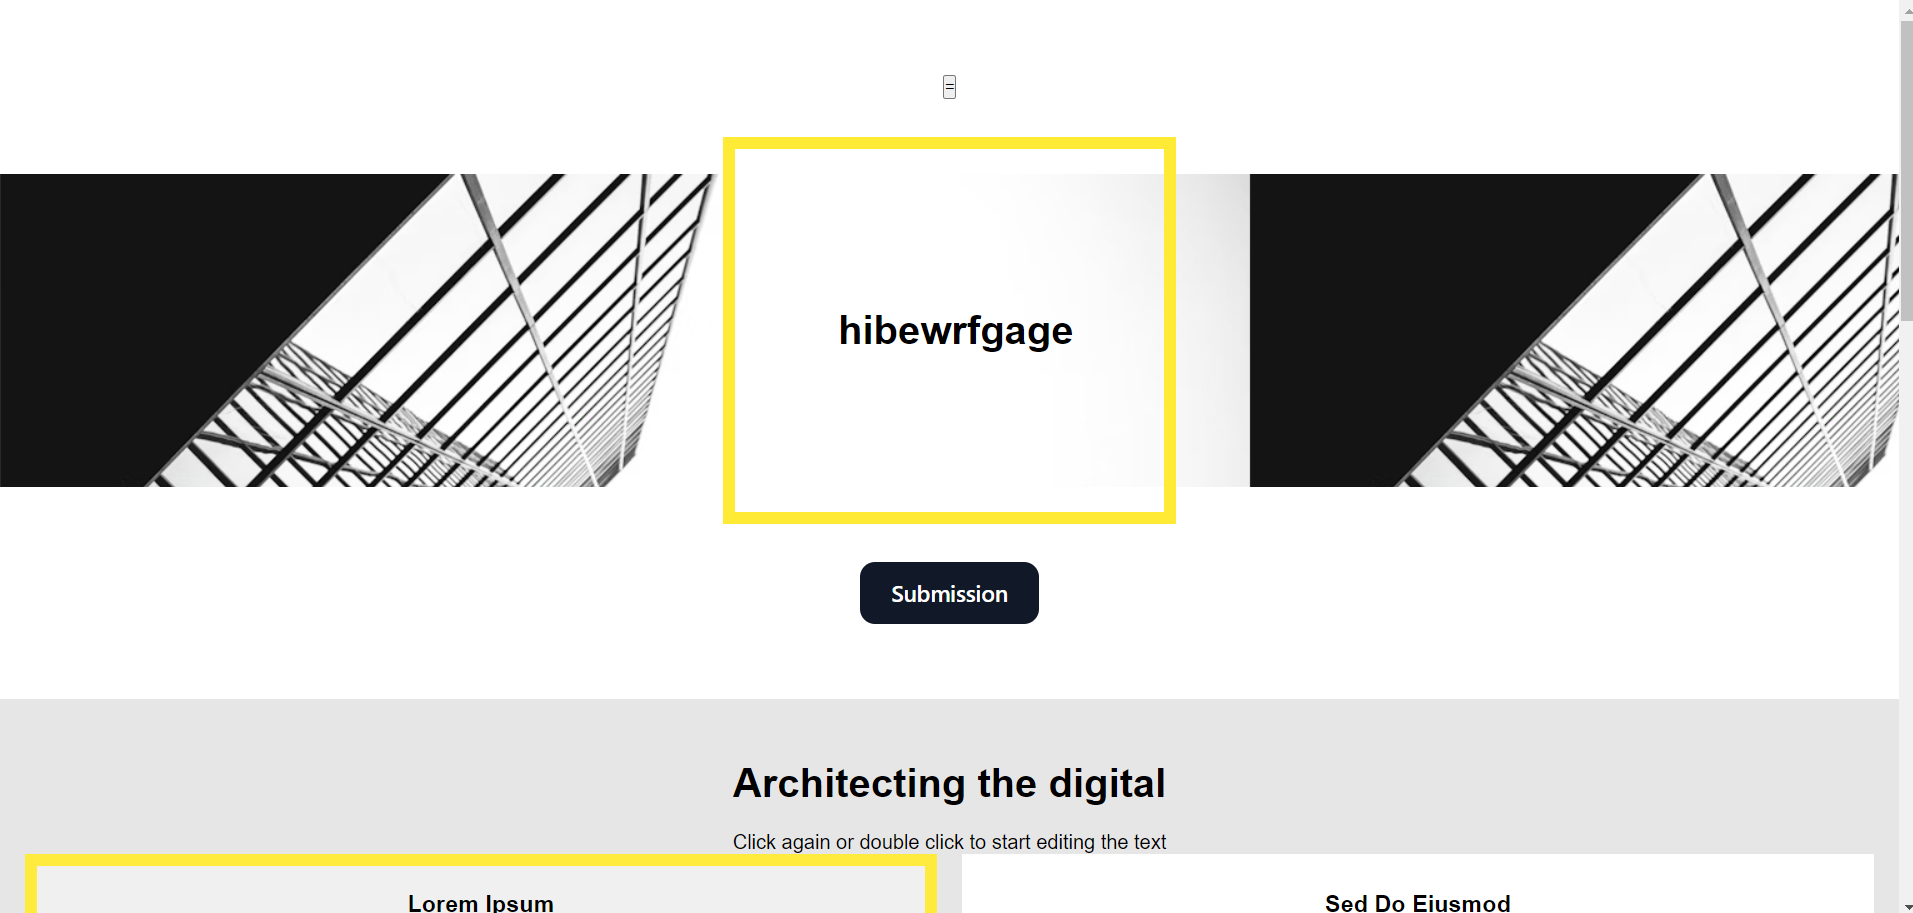 =
hibewrfgage
Submission
Architecting the digital
Click again or double click to start editing the text
Lorem Ipsum
Sed Do Eiusmod